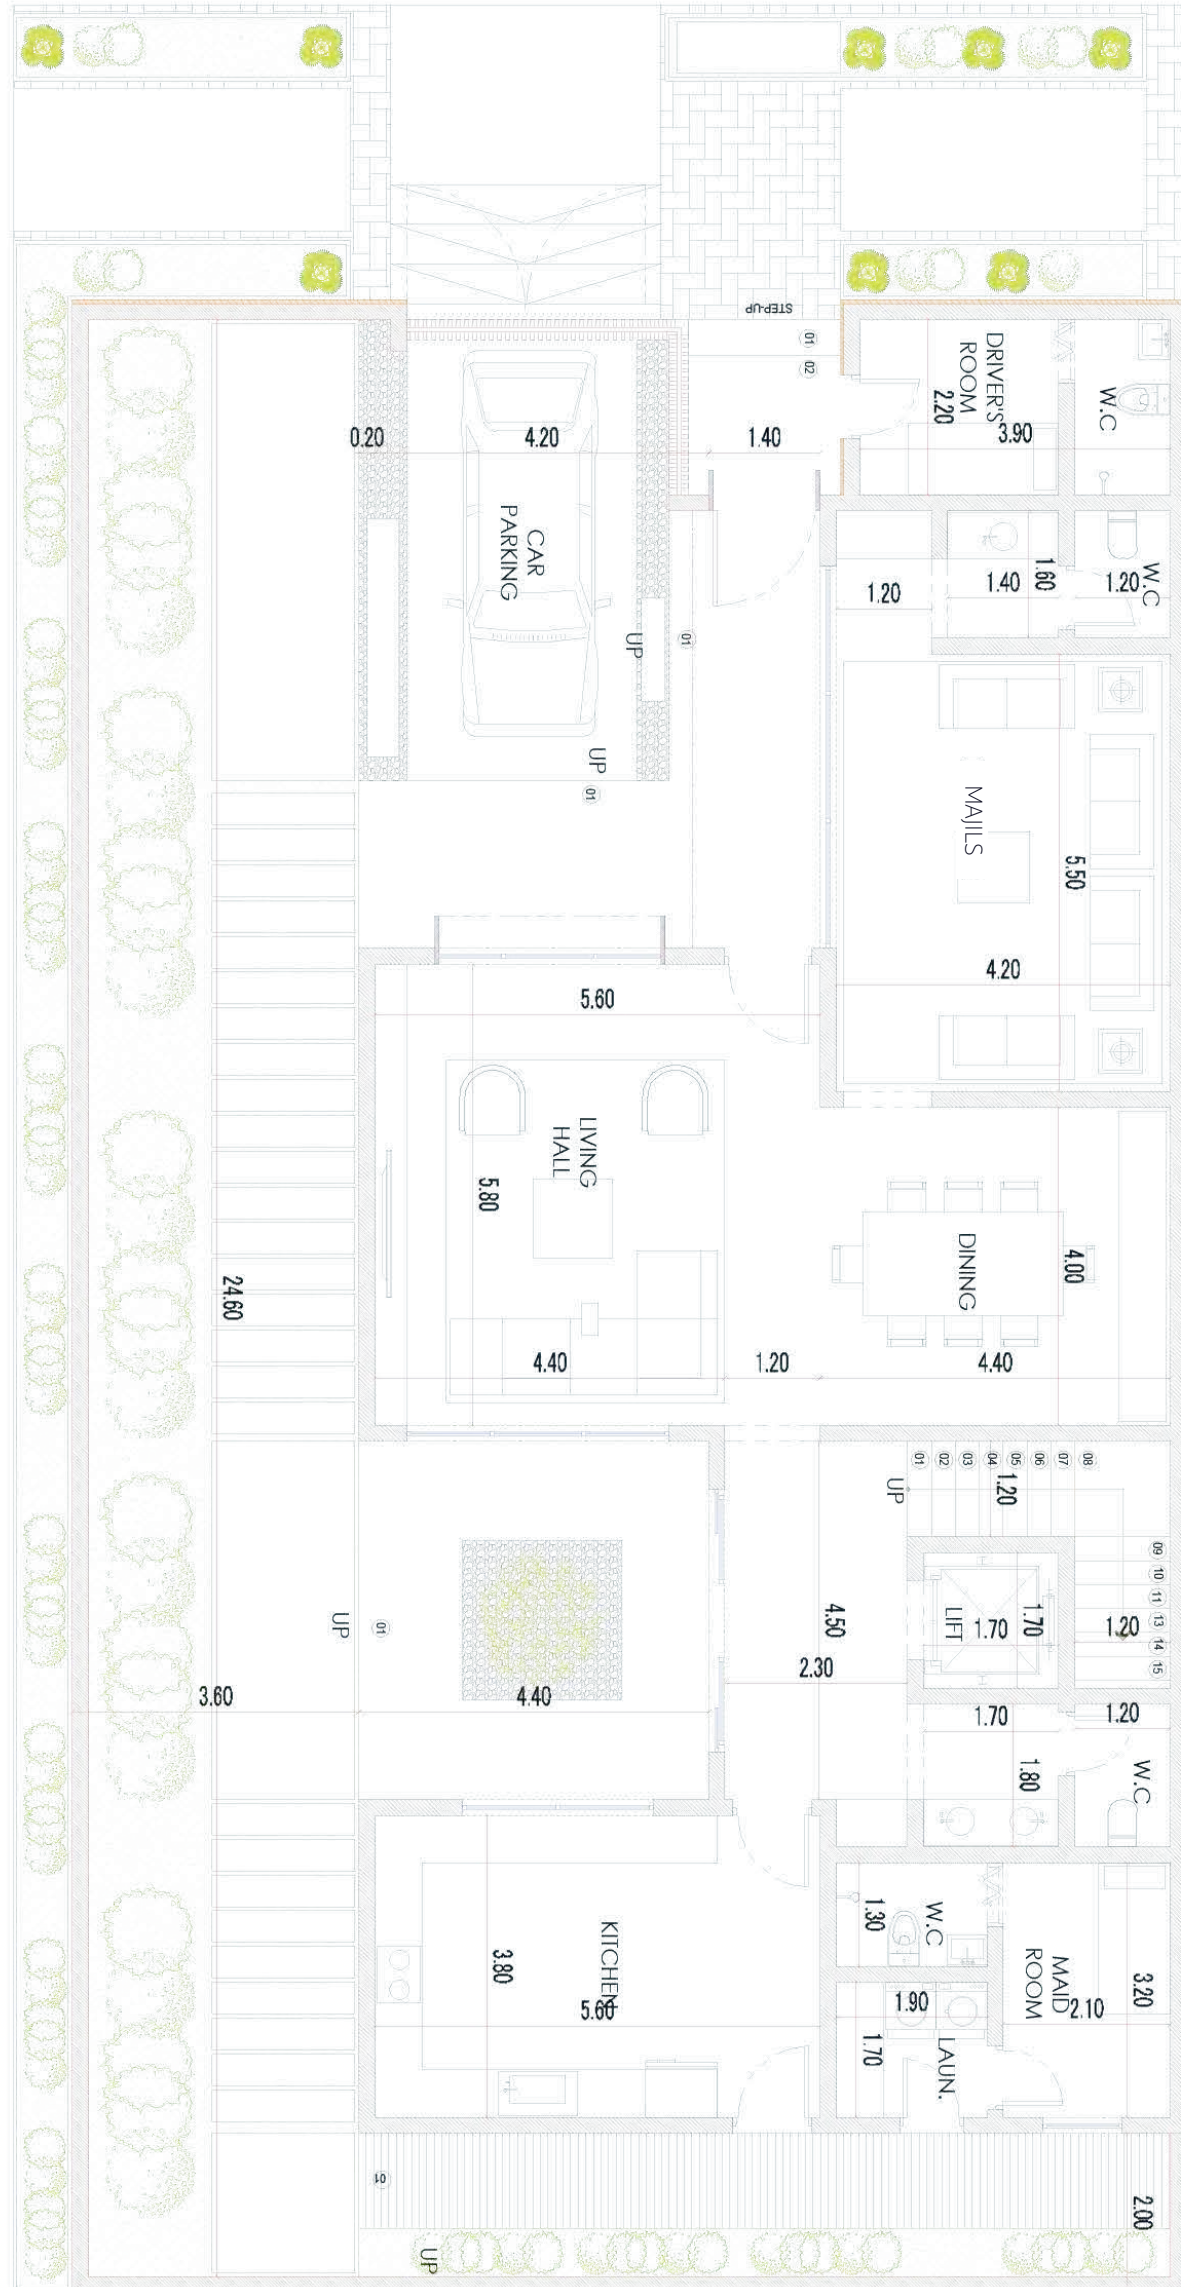 STEP-UP
01
02
DRIVER'S
ROOM
2.20
3.90
W.C
0.20
4.20
1.40
CAR
PARKING
W.C
1.60
1.40
1.20
1.20
UP
01
UP
01
MAJILS
5.50
4.20
5.60
LIVING
HALL
5.80
DINING
4.00
24.60
4.40
1.20
4.40
01
02
03
04
05
06
07
08
UP
1.20
09
10
11
13
14
15
1.20
LIFT
1.70
1.70
4.50
2.30
UP
01
3.60
4.40
1.70
1.20
1.80
W.C
KITCHEN
3.80
5.60
1.30
W.C
MAID
ROOM
3.20
2.10
1.90
1.70
LAUN.
01
UP
2.00